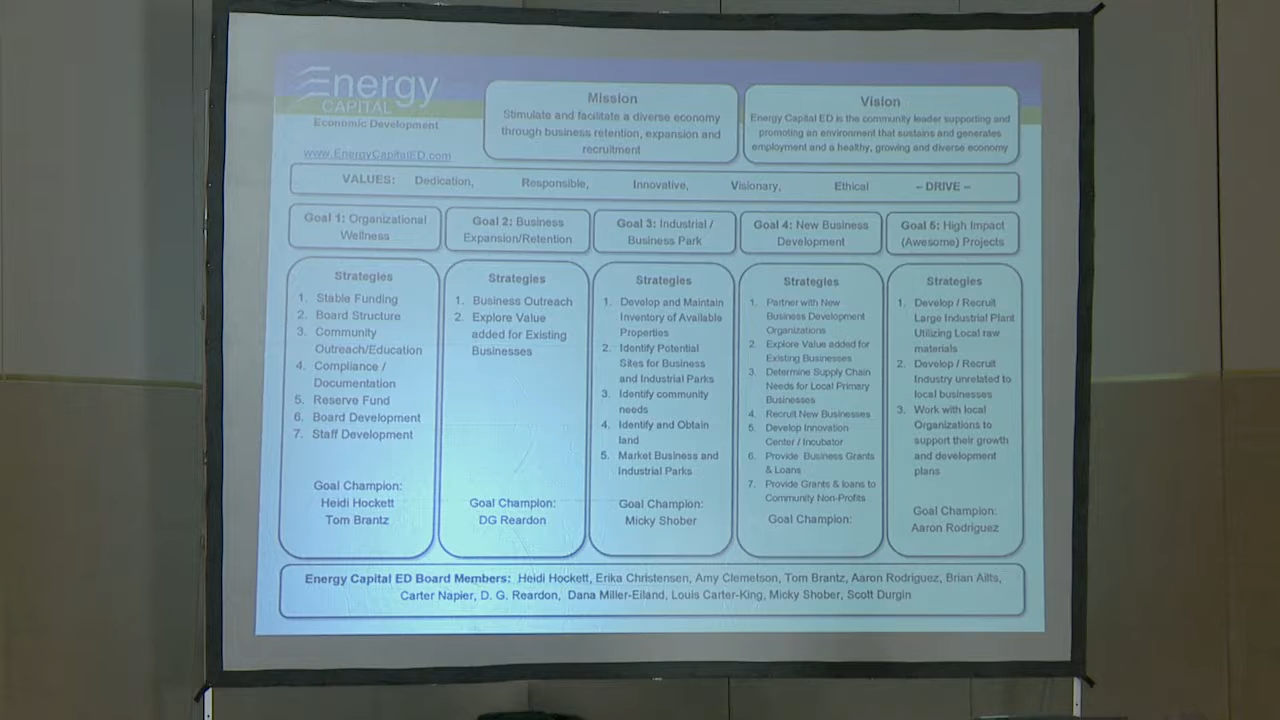 Energy
CAPITAL
Economic Development
www.EnergyCapitalED.com
Mission
Stimulate and facilitate a diverse economy
through business retention, expansion and
recruitment
Vision
Energy Capital ED is the community leader supporting and
promoting an environment that sustains and generates
employment and a healthy, growing and diverse economy
VALUES: Dedication, Responsible, Innovative, Visionary, Ethical – DRIVE –
Goal 1: Organizational
Wellness
Goal 2: Business
Expansion/Retention
Goal 3: Industrial /
Business Park
Goal 4: New Business
Development
Goal 5: High Impact
(Awesome) Projects
Strategies
1. Stable Funding
2. Board Structure
3. Community
Outreach/Education
4. Compliance /
Documentation
5. Reserve Fund
6. Board Development
7. Staff Development
Goal Champion:
Heidi Hockett
Tom Brantz
Strategies
1. Business Outreach
2. Explore Value
added for Existing
Businesses
Goal Champion:
DG Reardon
Strategies
1. Develop and Maintain
Inventory of Available
Properties
2. Identify Potential
Sites for Business
and Industrial Parks
3. Identify community
needs
4. Identify and Obtain
land
5. Market Business and
Industrial Parks
Goal Champion:
Micky Shober
Strategies
1. Partner with New
Business Development
Organizations
2. Explore Value added for
Existing Businesses
3. Determine Supply Chain
Needs for Local Primary
Businesses
4. Recruit New Businesses
5. Develop Innovation
Center / Incubator
6. Provide Business Grants
& Loans
7. Provide Grants & loans to
Community Non-Profits
Goal Champion:
Strategies
1. Develop / Recruit
Large Industrial Plant
Utilizing Local raw
materials
2. Develop / Recruit
Industry unrelated to
local businesses
3. Work with local
Organizations to
support their growth
and development
plans
Goal Champion:
Aaron Rodriguez
Energy Capital ED Board Members: Heidi Hockett, Erika Christensen, Amy Clemetson, Tom Brantz, Aaron Rodriguez, Brian Ailts,
Carter Napier, D. G. Reardon, Dana Miller-Eiland, Louis Carter-King, Micky Shober, Scott Durgin